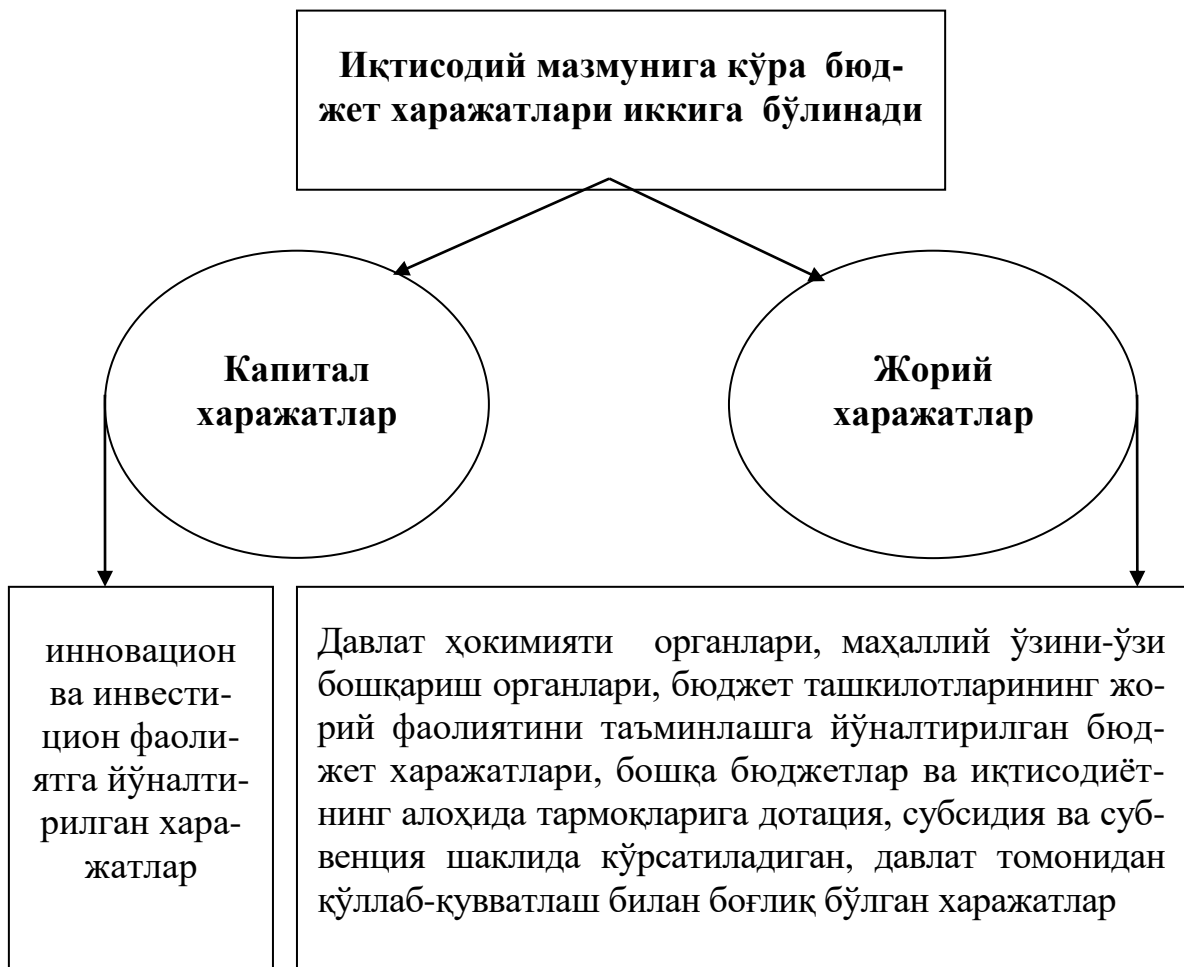 Иқтисодий мазмунига кўра бюд-
жет харажатлари иккига бўлинади
Капитал
харажатлар
Жорий
харажатлар
инновацион
ва инвести-
цион фаоли-
ятга йўналти-
рилган хара-
жатлар
Давлат ҳокимияти органлари, маҳаллий ўзини-ўзи
бошқариш органлари, бюджет ташкилотларининг жо-
рий фаолиятини таъминлашга йўналтирилган бюд-
жет харажатлари, бошқа бюджетлар ва иқтисодиёт-
нинг алоҳида тармоқларига дотация, субсидия ва суб-
венция шаклида кўрсатиладиган, давлат томонидан
қўллаб-қувватлаш билан боғлиқ бўлган харажатлар